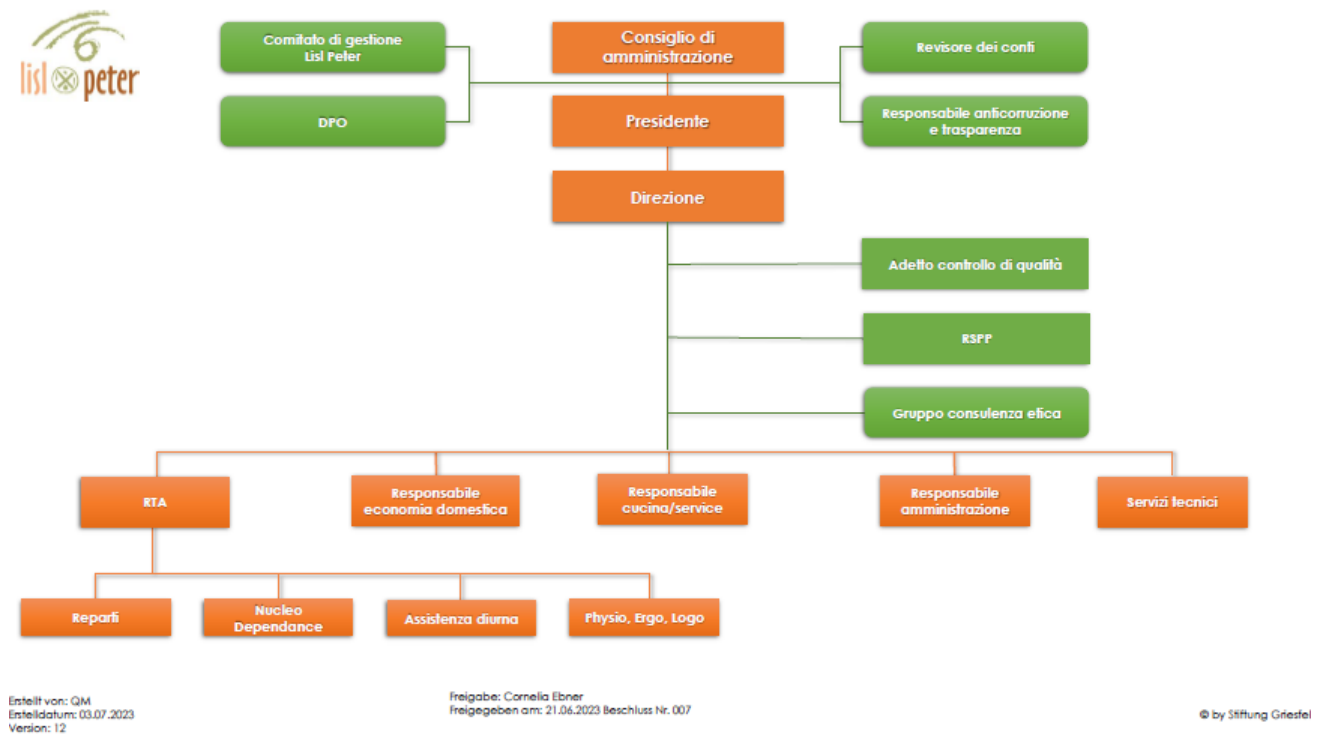 lisl peter
Comitato di gestione
Lisl Peter
Consiglio di
amministrazione
Revisore dei conti
DPO
Presidente
Responsabile anticorruzione
e trasparenza
Direzione
Adetto controllo di qualità
RSPP
Gruppo consulenza etica
RTA
Responsabile
economia domestica
Responsabile
cucina/service
Responsabile
amministrazione
Servizi tecnici
Reparti
Nucleo
Dependance
Assistenza diurna
Physio, Ergo, Logo
Erstellt von: QM
Erstelldatum: 03.07.2023
Version: 12
Freigabe: Cornelia Ebner
Freigegeben am: 21.06.2023 Beschluss Nr. 007
© by Stiftung Griesfel